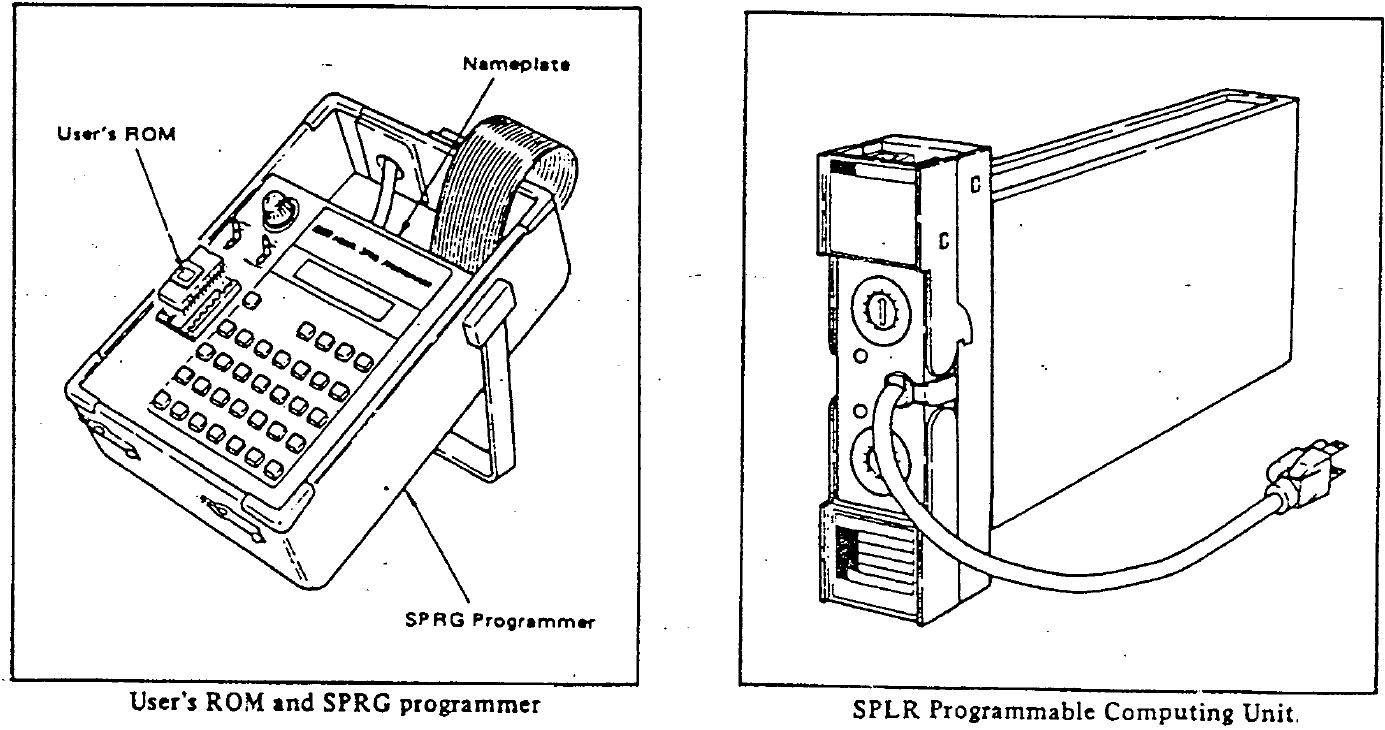 Nameplate
User's ROM
SPRG Programmer
User's ROM and SPRG programmer
C
C
SPLR Programmable Computing Unit.